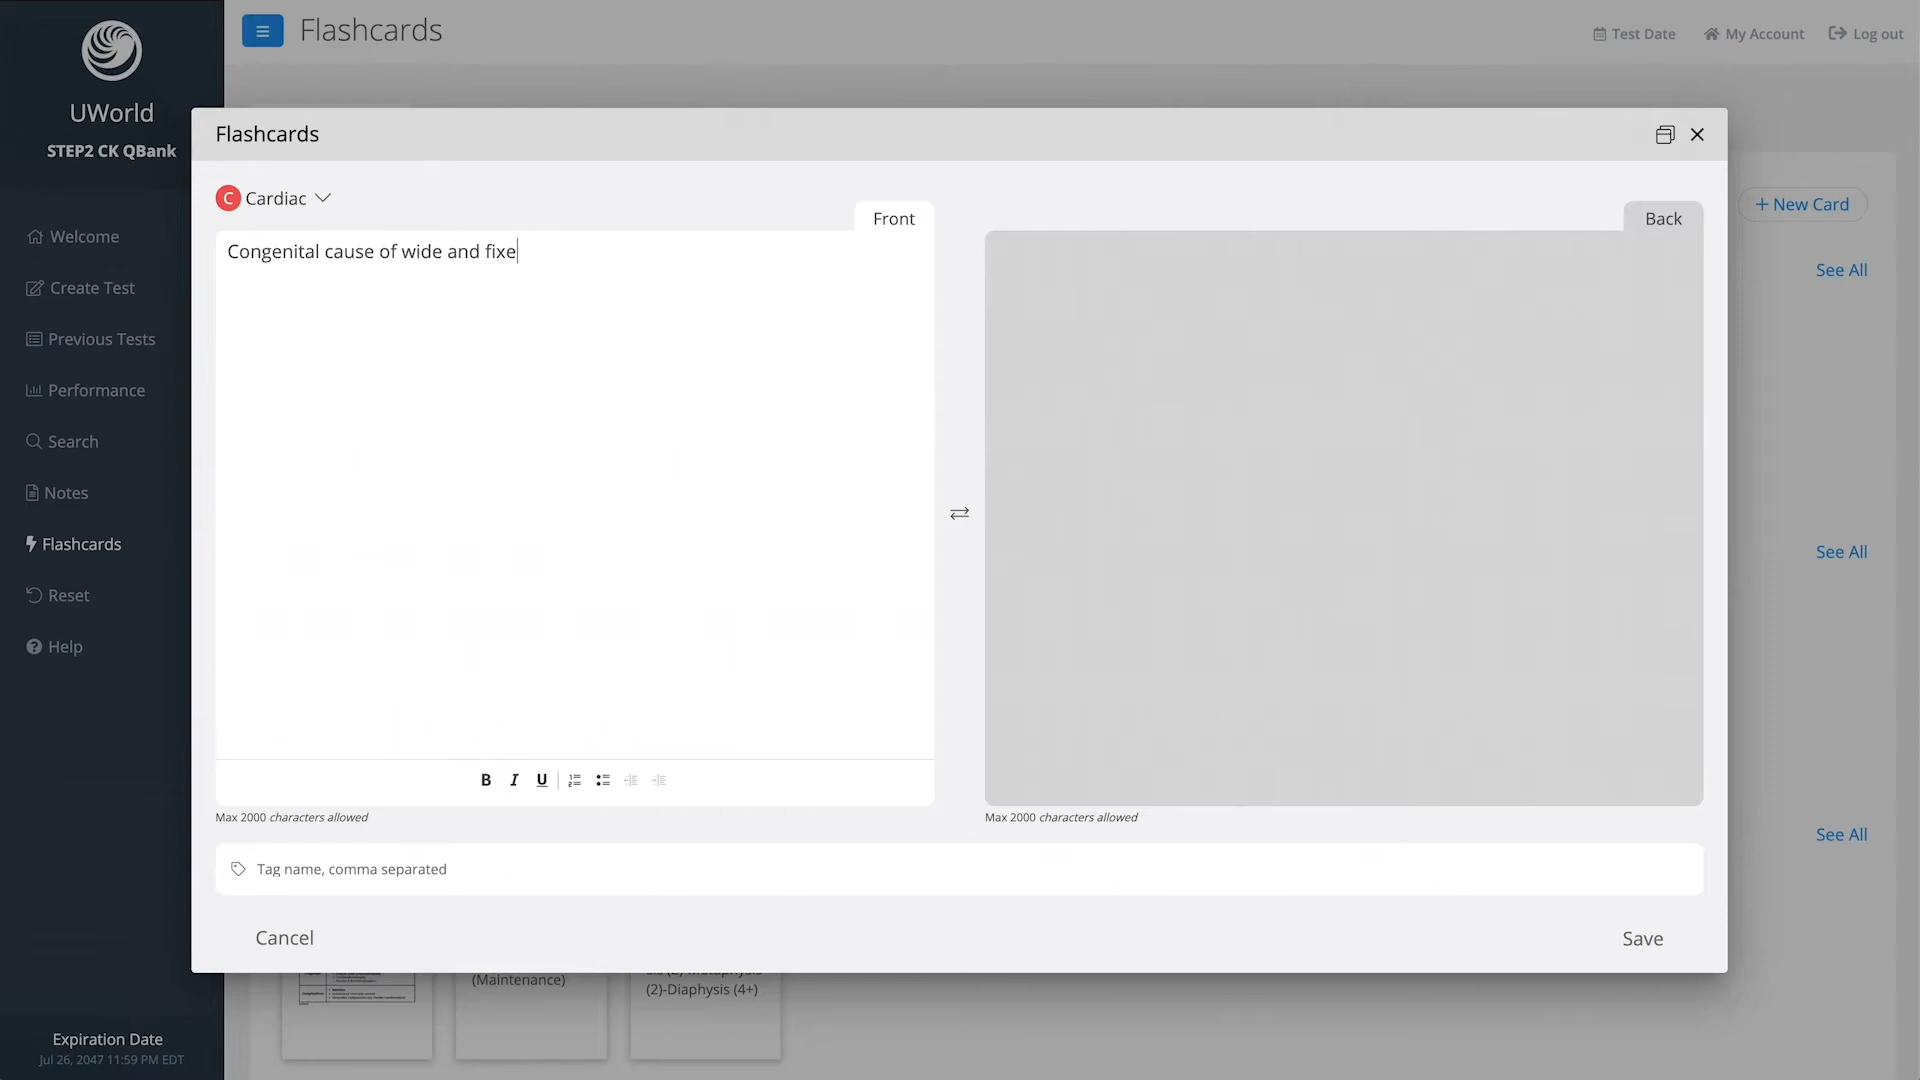 UWorld
STEP2 CK QBank
Welcome
Create Test
Previous Tests
Performance
Search
Notes
Flashcards
Reset
Help
Expiration Date
Jul 26, 2047 11:59 PM EDT
Flashcards
Test Date
My Account
Log out
Flashcards
C Cardiac
Front
Back
Congenital cause of wide and fixe
B I U
Max 2000 characters allowed
Max 2000 characters allowed
Tag name, comma separated
Cancel
Save
+ New Card
See All
See All
See All
(Maintenance)
(2)-Diaphysis (4+)